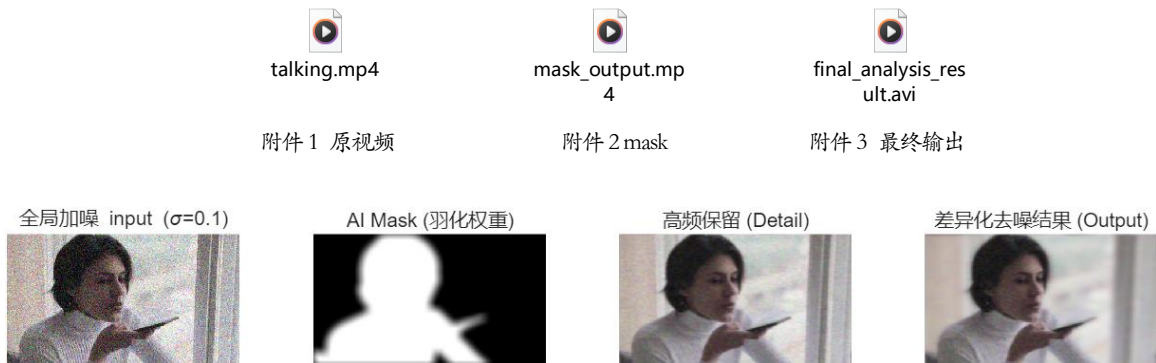 talking.mp4
mask_output.mp
4
final_analysis_res
ult.avi
附件1 原视频
附件2 mask
附件3 最终输出
全局加噪 input (σ=0.1)
AI Mask (羽化权重)
高频保留 (Detail)
差异化去噪结果 (Output)